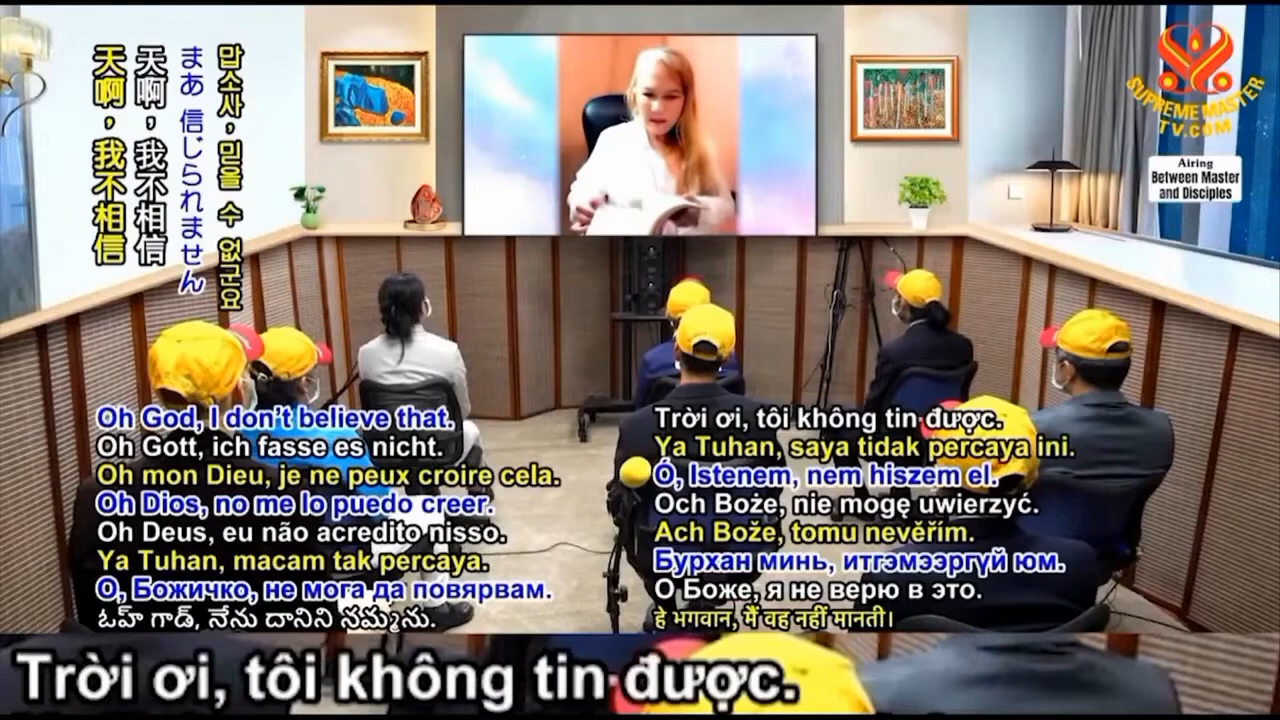 맙소사, 믿을 수 없군요
まあ 信じられません
天啊，我不相信
天啊，我不相信
SUPREME MASTER
TV.COM
Airing
Between Master
and Disciples
Oh God, I don't believe that.
Oh Gott, ich fasse es nicht.
Oh mon Dieu, je ne peux croire cela.
Oh Dios, no me lo puedo creer.
Oh Deus, eu não acredito nisso.
Ya Tuhan, macam tak percaya.
О, Божичко, не мога да повярвам.
ఓహ్ గాడ్, నేను దానిని నమ్మను.
Trời ơi, tôi không tin được.
Ya Tuhan, saya tidak percaya ini.
Ó, Istenem, nem hiszem el.
Och Boże, nie mogę uwierzyć.
Ach Bože, tomu nevěřím.
Бурхан минь, итгэмээргүй юм.
О Боже, я не верю в это.
हे भगवान, मैं वह नहीं मानती।
Trời ơi, tôi không tin được.